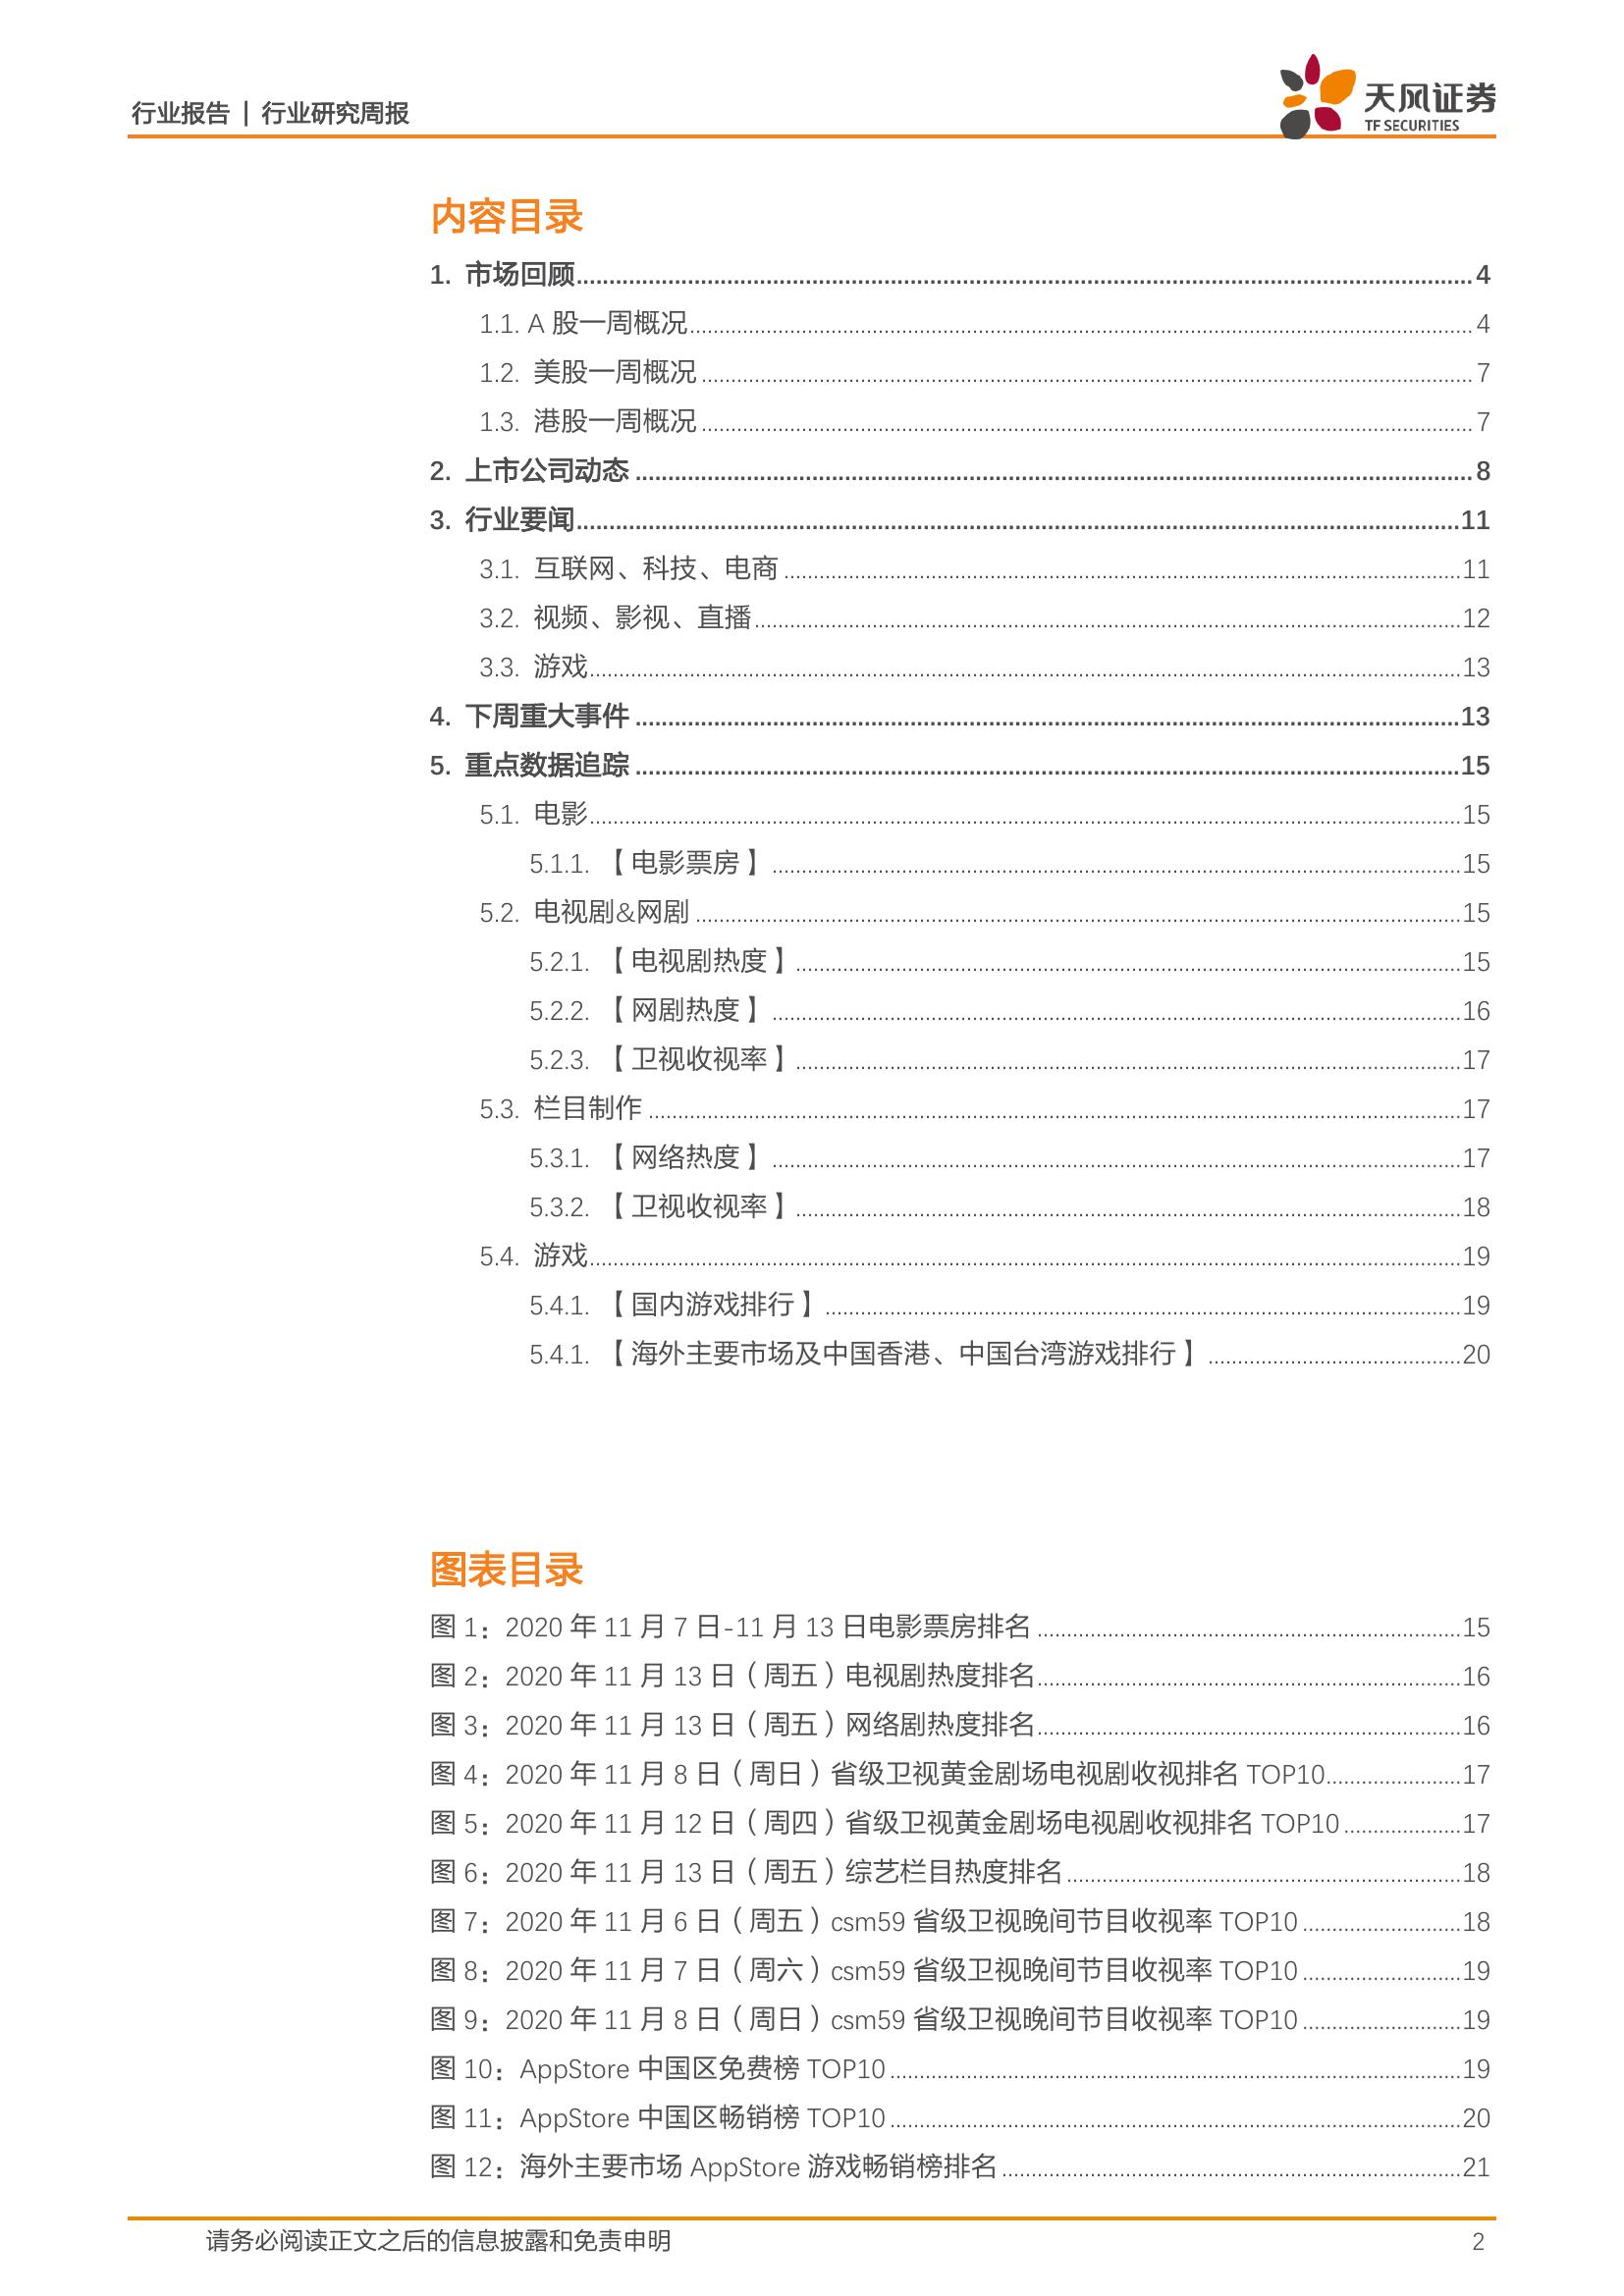 行业报告 | 行业研究周报
天风证券
TF SECURITIES
内容目录
1. 市场回顾 4
1.1. A 股一周概况 4
1.2. 美股一周概况 7
1.3. 港股一周概况 7
2. 上市公司动态 8
3. 行业要闻 11
3.1. 互联网、科技、电商 11
3.2. 视频、影视、直播 12
3.3. 游戏 13
4. 下周重大事件 13
5. 重点数据追踪 15
5.1. 电影 15
5.1.1. 【电影票房】 15
5.2. 电视剧&网剧 15
5.2.1. 【电视剧热度】 15
5.2.2. 【网剧热度】 16
5.2.3. 【卫视收视率】 17
5.3. 栏目制作 17
5.3.1. 【网络热度】 17
5.3.2. 【卫视收视率】 18
5.4. 游戏 19
5.4.1. 【国内游戏排行】 19
5.4.1. 【海外主要市场及中国香港、中国台湾游戏排行】 20
图表目录
图 1：2020 年 11 月 7 日-11 月 13 日电影票房排名 15
图 2：2020 年 11 月 13 日（周五）电视剧热度排名 16
图 3：2020 年 11 月 13 日（周五）网络剧热度排名 16
图 4：2020 年 11 月 8 日（周日）省级卫视黄金剧场电视剧收视排名 TOP10 17
图 5：2020 年 11 月 12 日（周四）省级卫视黄金剧场电视剧收视排名 TOP10 17
图 6：2020 年 11 月 13 日（周五）综艺栏目热度排名 18
图 7：2020 年 11 月 6 日（周五）csm59 省级卫视晚间节目收视率 TOP10 18
图 8：2020 年 11 月 7 日（周六）csm59 省级卫视晚间节目收视率 TOP10 19
图 9：2020 年 11 月 8 日（周日）csm59 省级卫视晚间节目收视率 TOP10 19
图 10：AppStore 中国区免费榜 TOP10 19
图 11：AppStore 中国区畅销榜 TOP10 20
图 12：海外主要市场 AppStore 游戏畅销榜排名 21
请务必阅读正文之后的信息披露和免责申明 2